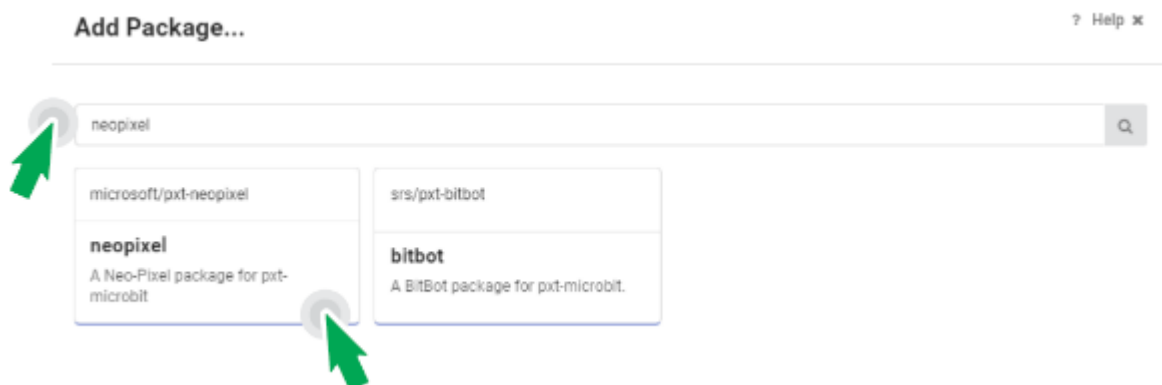 Add Package...
? Help ×
neopixel
microsoft/pxt-neopixel
neopixel
A Neo-Pixel package for pxt-
microbit
srs/pxt-bitbot
bitbot
A BitBot package for pxt-microbit.